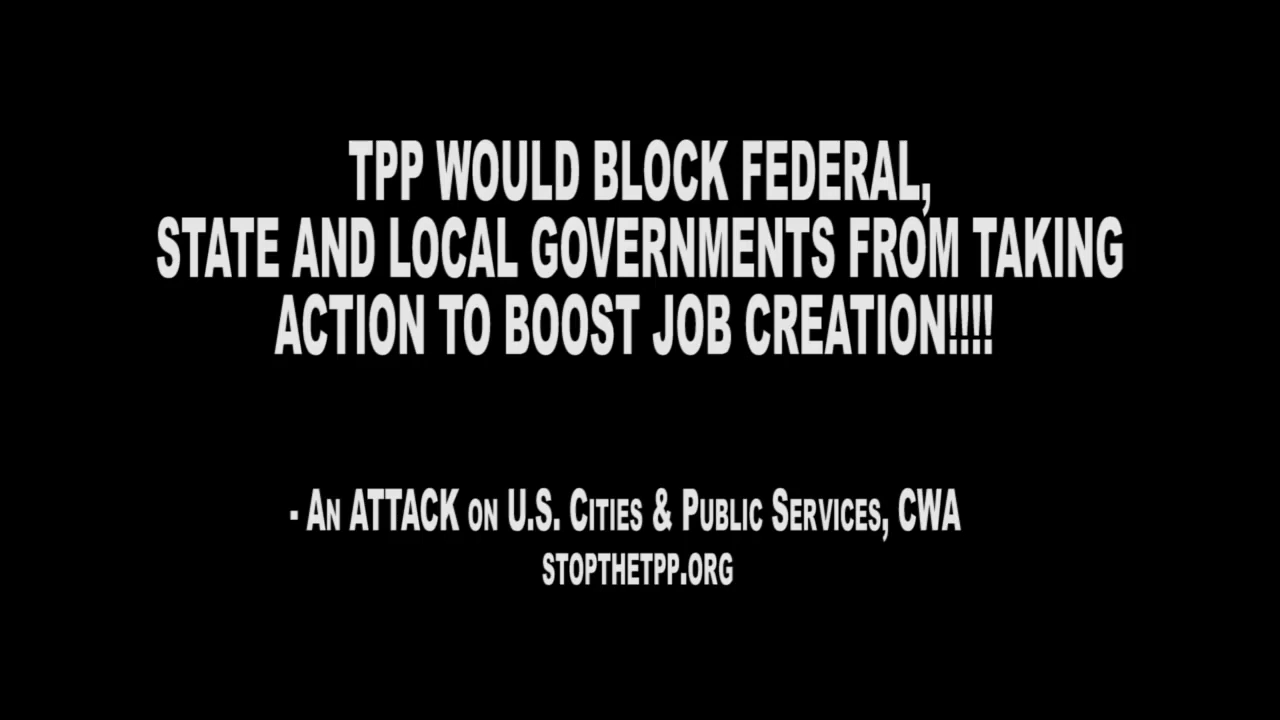 TPP WOULD BLOCK FEDERAL,
STATE AND LOCAL GOVERNMENTS FROM TAKING
ACTION TO BOOST JOB CREATION!!!!
- An ATTACK on U.S. Cities & Public Services, CWA
stopthetpp.org